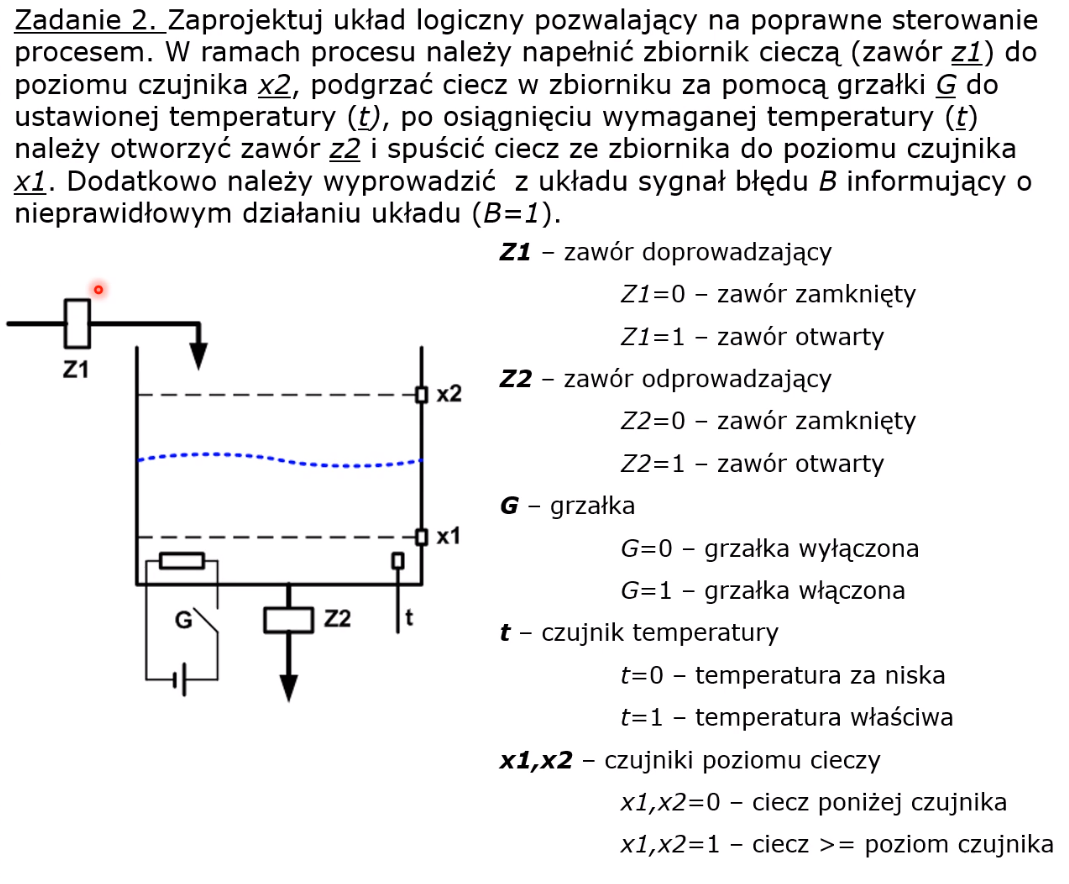 Zadanie 2. Zaprojektuj układ logiczny pozwalający na poprawne sterowanie
procesem. W ramach procesu należy napełnić zbiornik cieczą (zawór z1) do
poziomu czujnika x2, podgrzać ciecz w zbiorniku za pomocą grzałki G do
ustawionej temperatury (t), po osiągnięciu wymaganej temperatury (t)
należy otworzyć zawór z2 i spuścić ciecz ze zbiornika do poziomu czujnika
x1. Dodatkowo należy wyprowadzić z układu sygnał błędu B informujący o
nieprawidłowym działaniu układu (B=1).
Z1 – zawór doprowadzający
Z1=0 – zawór zamknięty
Z1=1 – zawór otwarty
Z2 – zawór odprowadzający
Z2=0 – zawór zamknięty
Z2=1 – zawór otwarty
G – grzałka
G=0 – grzałka wyłączona
G=1 – grzałka włączona
t – czujnik temperatury
t=0 – temperatura za niska
t=1 – temperatura właściwa
x1,x2 – czujniki poziomu cieczy
x1,x2=0 – ciecz poniżej czujnika
x1,x2=1 – ciecz >= poziom czujnika
Z1
x2
x1
G
Z2
t